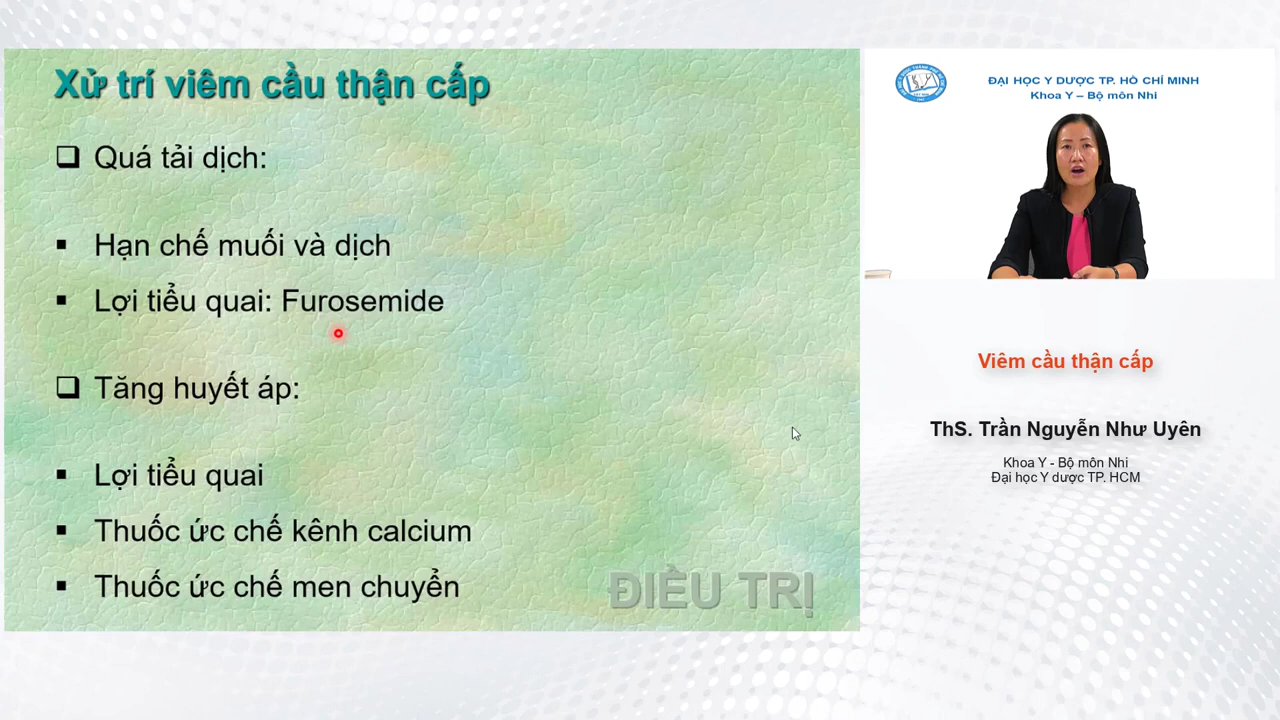 Xử trí viêm cầu thận cấp
Quá tải dịch:
Hạn chế muối và dịch
Lợi tiểu quai: Furosemide
Tăng huyết áp:
Lợi tiểu quai
Thuốc ức chế kênh calcium
Thuốc ức chế men chuyển
ĐIỀU TRỊ
ĐẠI HỌC Y DƯỢC TP. HỒ CHÍ MINH
Khoa Y – Bộ môn Nhi
Viêm cầu thận cấp
ThS. Trần Nguyễn Như Uyên
Khoa Y - Bộ môn Nhi
Đại học Y dược TP. HCM